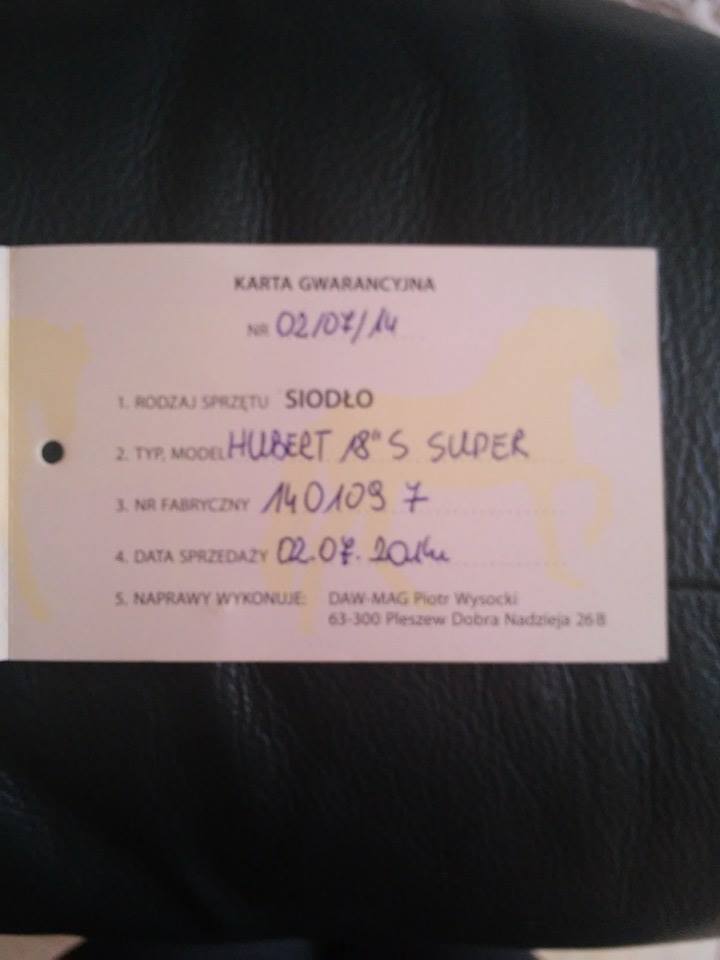 KARTA GWARANCYJNA
NR 02/07/14
1. RODZAJ SPRZĘTU SIODŁO
2. TYP, MODEL HUBERT 18" S SUPER
3. NR FABRYCZNY 140109 7
4. DATA SPRZEDAŻY 02.07.2014
5. NAPRAWY WYKONUJE: DAW-MAG Piotr Wysocki
63-300 Pleszew Dobra Nadzieja 26B